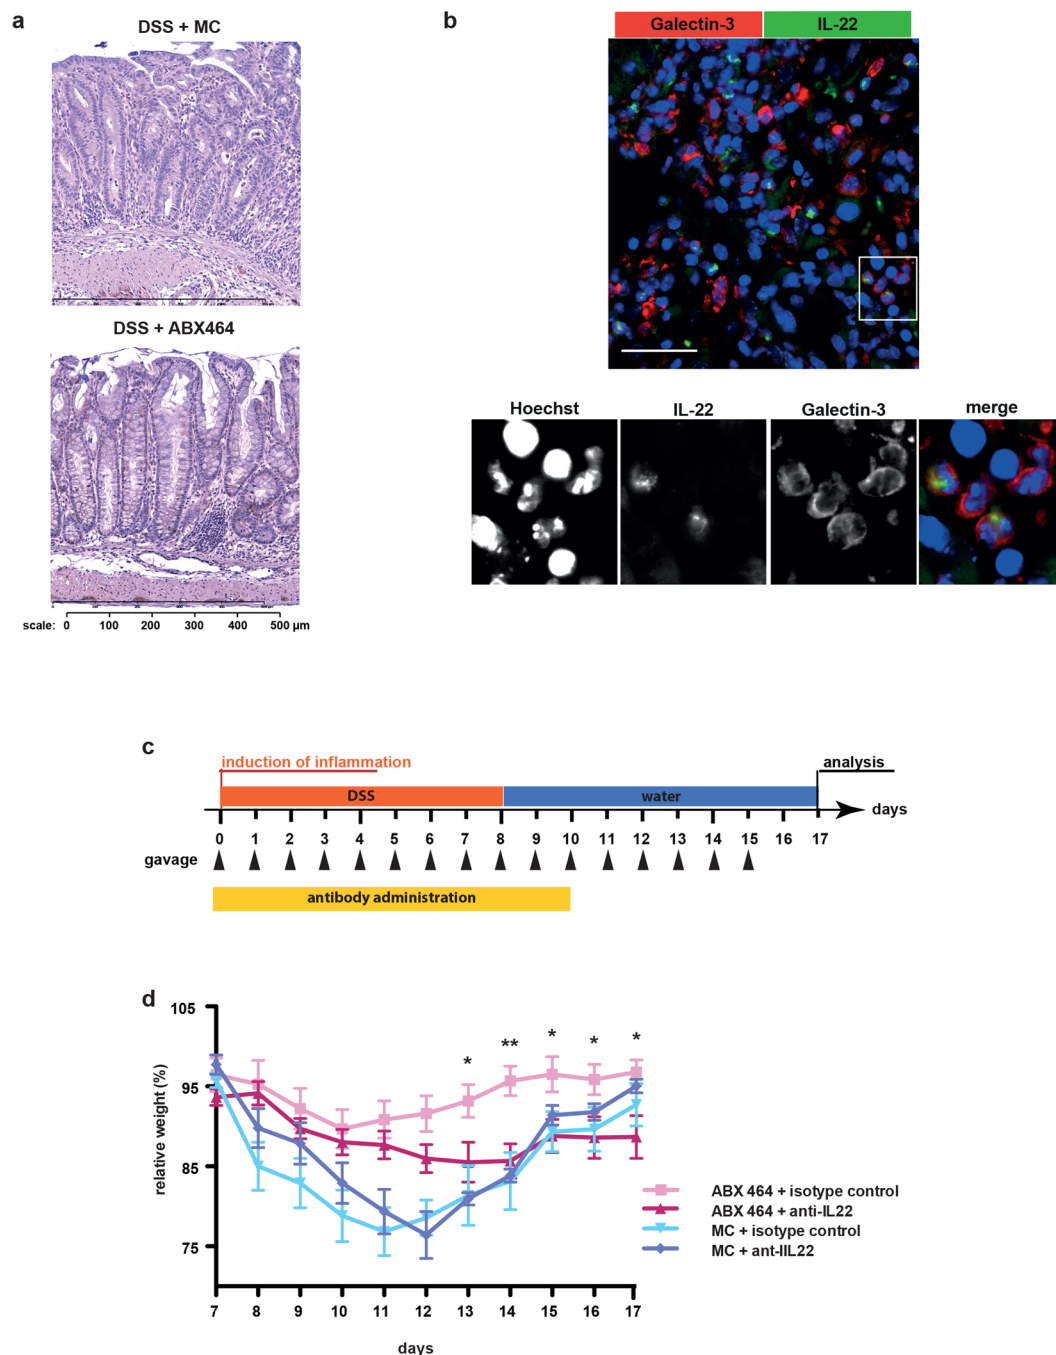 a
DSS + MC
DSS + ABX464
scale: 0 100 200 300 400 500 µm
b
Galectin-3 IL-22
Hoechst IL-22 Galectin-3 merge
c
induction of inflammation
analysis
DSS water
days
0 1 2 3 4 5 6 7 8 9 10 11 12 13 14 15 16 17
gavage
antibody administration
d
105
95
85
75
relative weight (%)
* ** * * *
7 8 9 10 11 12 13 14 15 16 17
days
ABX 464 + isotype control
ABX 464 + anti-IL22
MC + isotype control
MC + ant-IIL22